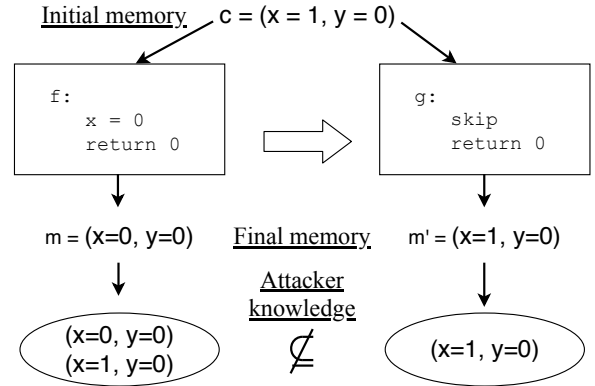 Initial memory c = (x = 1, y = 0)
f:
x = 0
return 0
g:
skip
return 0
m = (x=0, y=0) Final memory m' = (x=1, y=0)
Attacker
knowledge
(x=0, y=0)
(x=1, y=0)
⊈
(x=1, y=0)